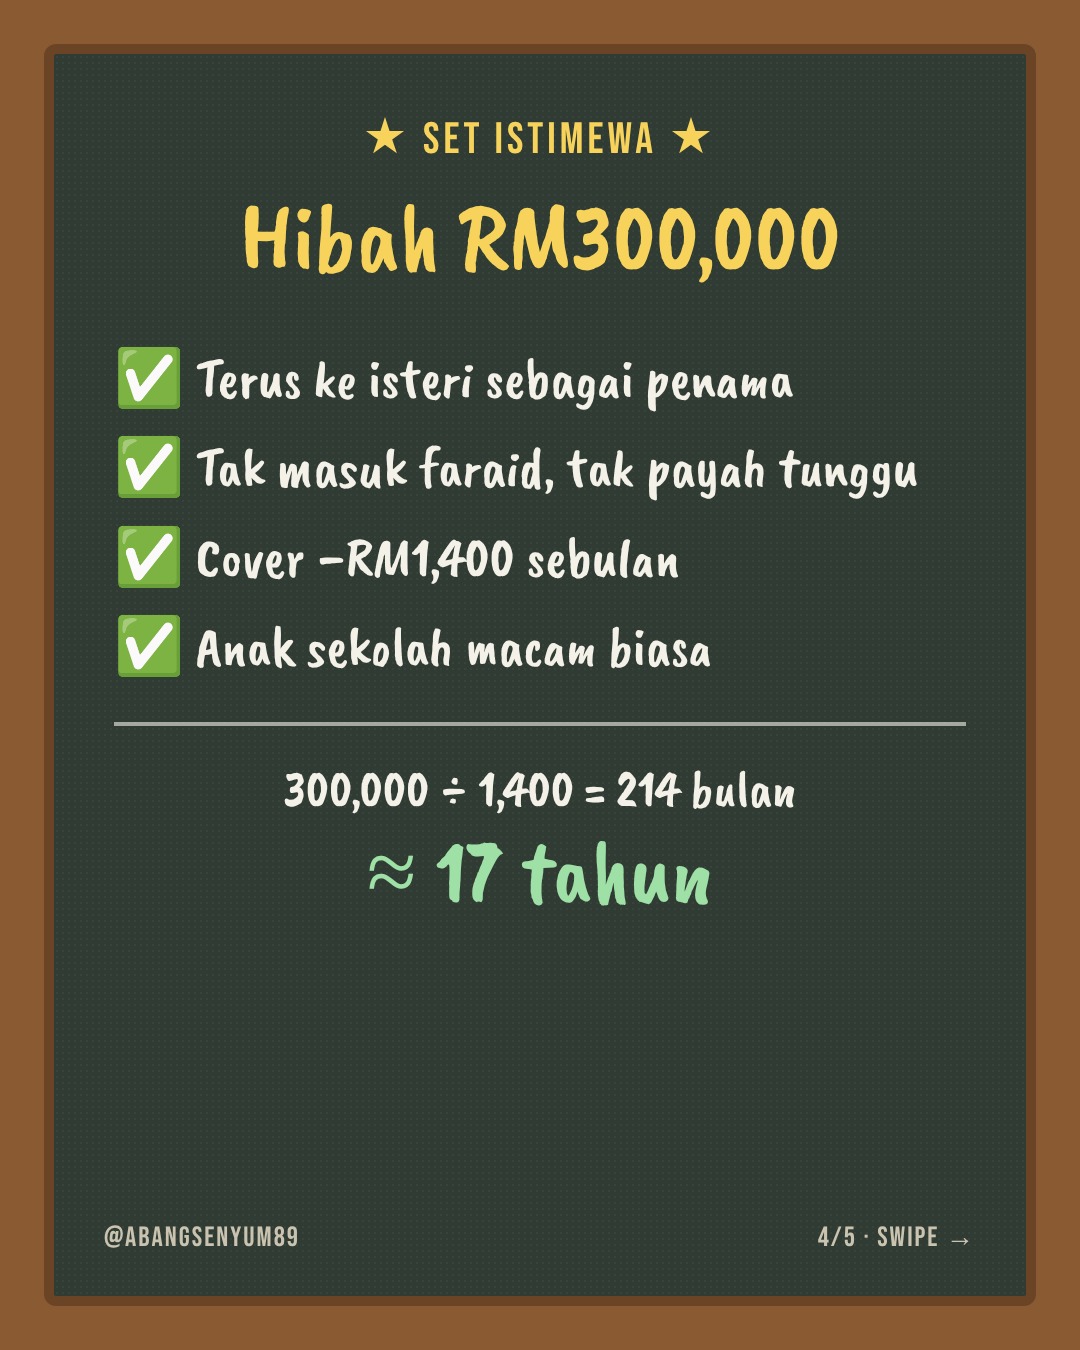 ★ SET ISTIMEWA ★
Hibah RM300,000
✅ Terus ke isteri sebagai penama
✅ Tak masuk faraid, tak payah tunggu
✅ Cover −RM1,400 sebulan
✅ Anak sekolah macam biasa
300,000 ÷ 1,400 = 214 bulan
≈ 17 tahun
@ABANGSENYUM89
4/5 · SWIPE →